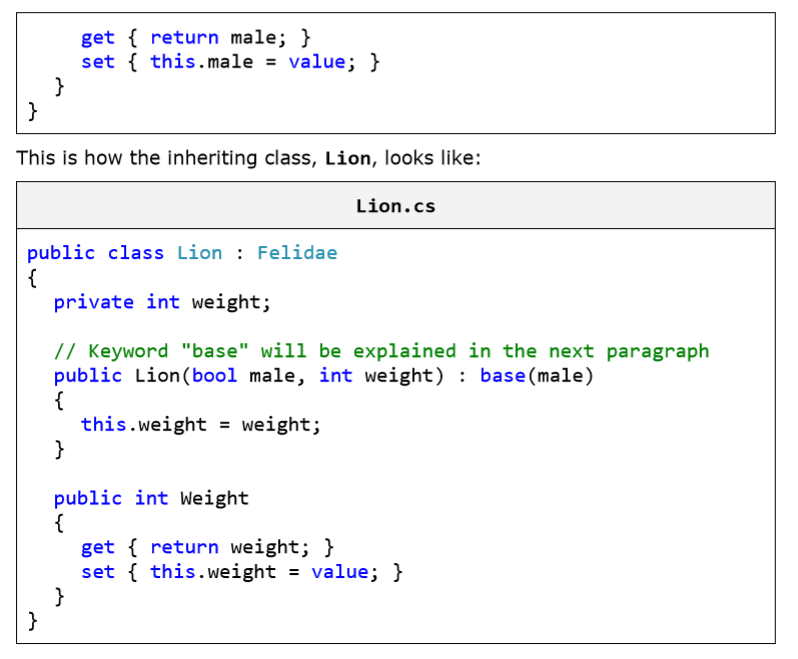 get { return male; }
set { this.male = value; }
}
}
This is how the inheriting class, Lion, looks like:
Lion.cs
public class Lion : Felidae
{
private int weight;
// Keyword "base" will be explained in the next paragraph
public Lion(bool male, int weight) : base(male)
{
this.weight = weight;
}
public int Weight
{
get { return weight; }
set { this.weight = value; }
}
}